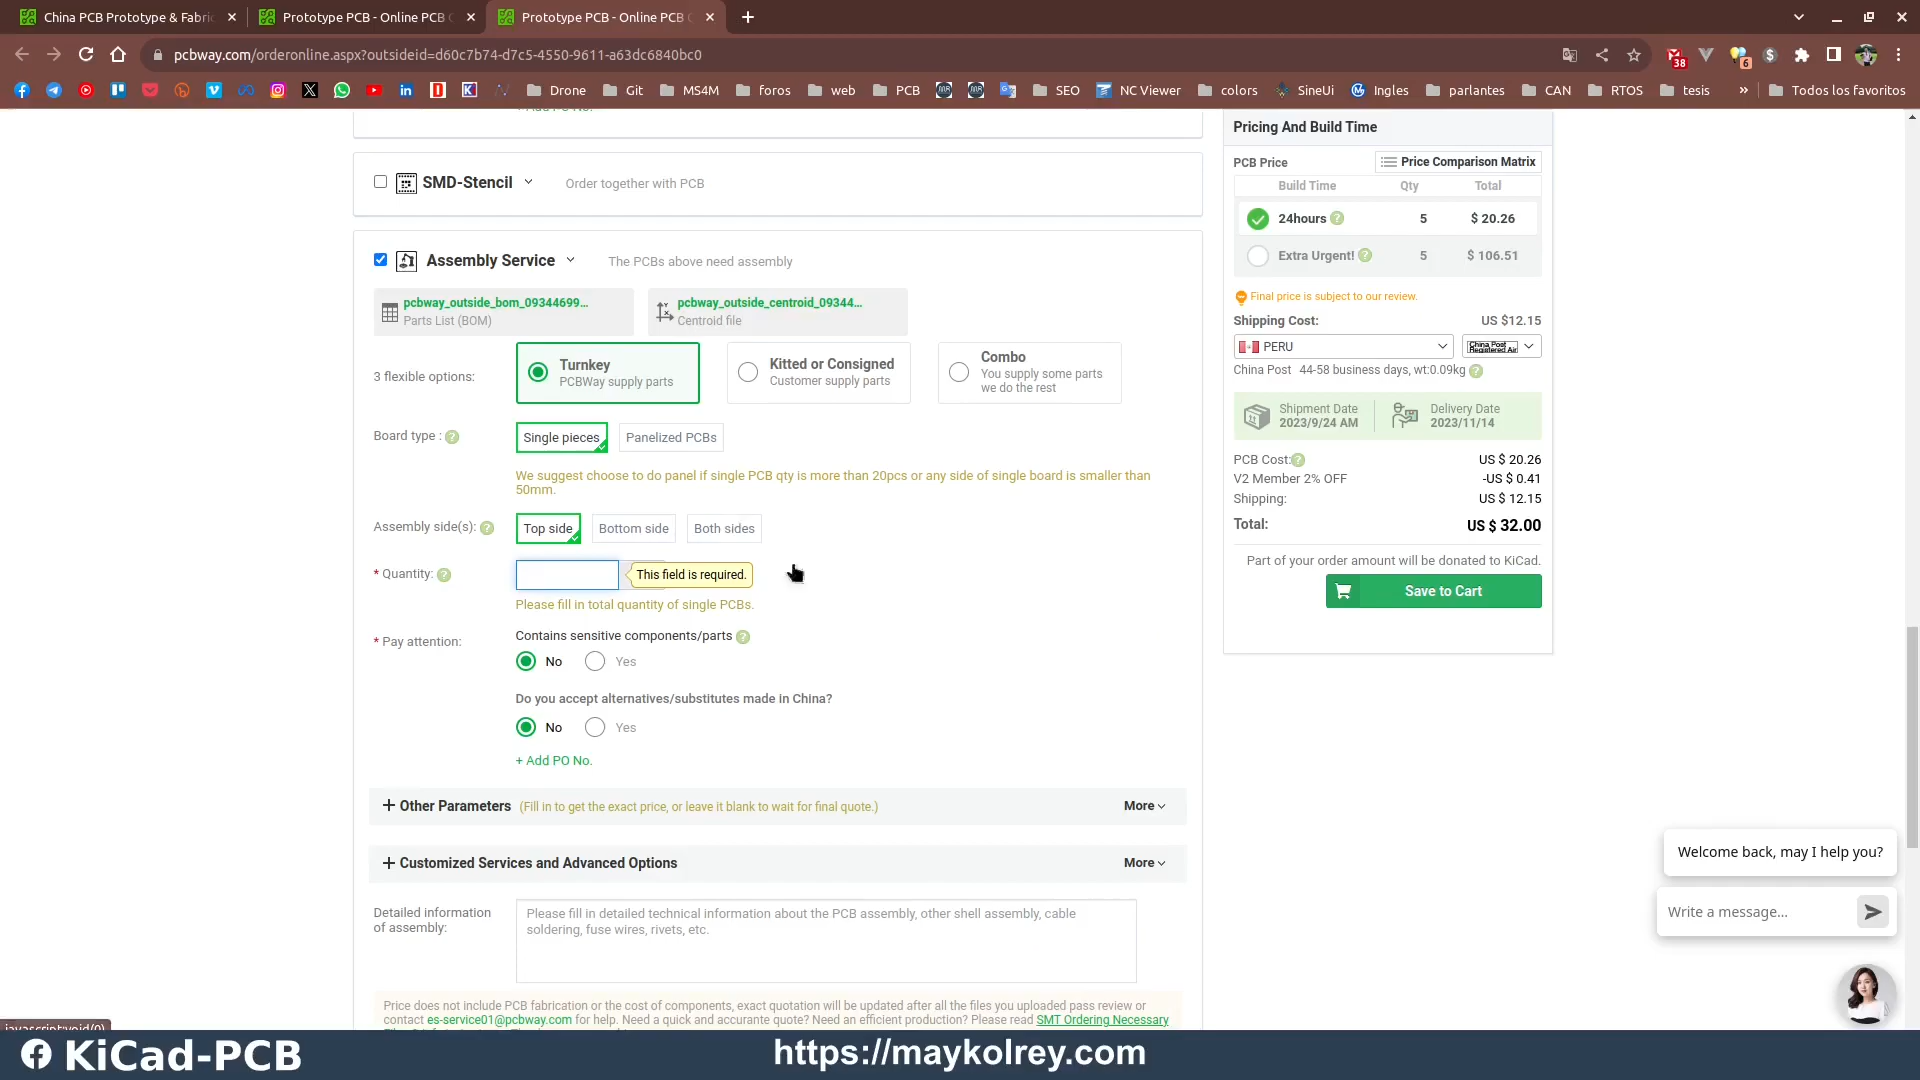 China PCB Prototype & Fabric
Prototype PCB - Online PCB
Prototype PCB - Online PCB
pcbway.com/orderonline.aspx?outsideid=d60c7b74-d7c5-4550-9611-a63dc6840bc0
38
6
Drone
Git
MS4M
foros
web
PCB
SEO
NC Viewer
colors
SineUi
Ingles
parlantes
CAN
RTOS
tesis
»
Todos los favoritos
SMD-Stencil
Order together with PCB
Assembly Service
The PCBs above need assembly
pcbway_outside_bom_09344699...
Parts List (BOM)
pcbway_outside_centroid_09344...
Centroid file
3 flexible options:
Turnkey
PCBWay supply parts
Kitted or Consigned
Customer supply parts
Combo
You supply some parts
we do the rest
Board type :
Single pieces
Panelized PCBs
We suggest choose to do panel if single PCB qty is more than 20pcs or any side of single board is smaller than
50mm.
Assembly side(s):
Top side
Bottom side
Both sides
* Quantity:
This field is required.
Please fill in total quantity of single PCBs.
* Pay attention:
Contains sensitive components/parts
No
Yes
Do you accept alternatives/substitutes made in China?
No
Yes
+ Add PO No.
Other Parameters
(Fill in to get the exact price, or leave it blank to wait for final quote.)
More
Customized Services and Advanced Options
More
Detailed information
of assembly:
Please fill in detailed technical information about the PCB assembly, other shell assembly, cable
soldering, fuse wires, rivets, etc.
Price does not include PCB fabrication or the cost of components, exact quotation will be updated after all the files you uploaded pass review or
contact es-service01@pcbway.com for help. Need a quick and accurante quote? Need an efficient production? Please read SMT Ordering Necessary
Pricing And Build Time
PCB Price
Price Comparison Matrix
Build Time
Qty
Total
24hours
5
$ 20.26
Extra Urgent!
5
$ 106.51
Final price is subject to our review.
Shipping Cost:
US $12.15
PERU
China Post
Registered Air
China Post 44-58 business days, wt:0.09kg
Shipment Date
2023/9/24 AM
Delivery Date
2023/11/14
PCB Cost:
US $ 20.26
V2 Member 2% OFF
-US $ 0.41
Shipping:
US $ 12.15
Total:
US $ 32.00
Part of your order amount will be donated to KiCad.
Save to Cart
Welcome back, may I help you?
Write a message...
javascript:void(0)
KiCad-PCB
https://maykolrey.com